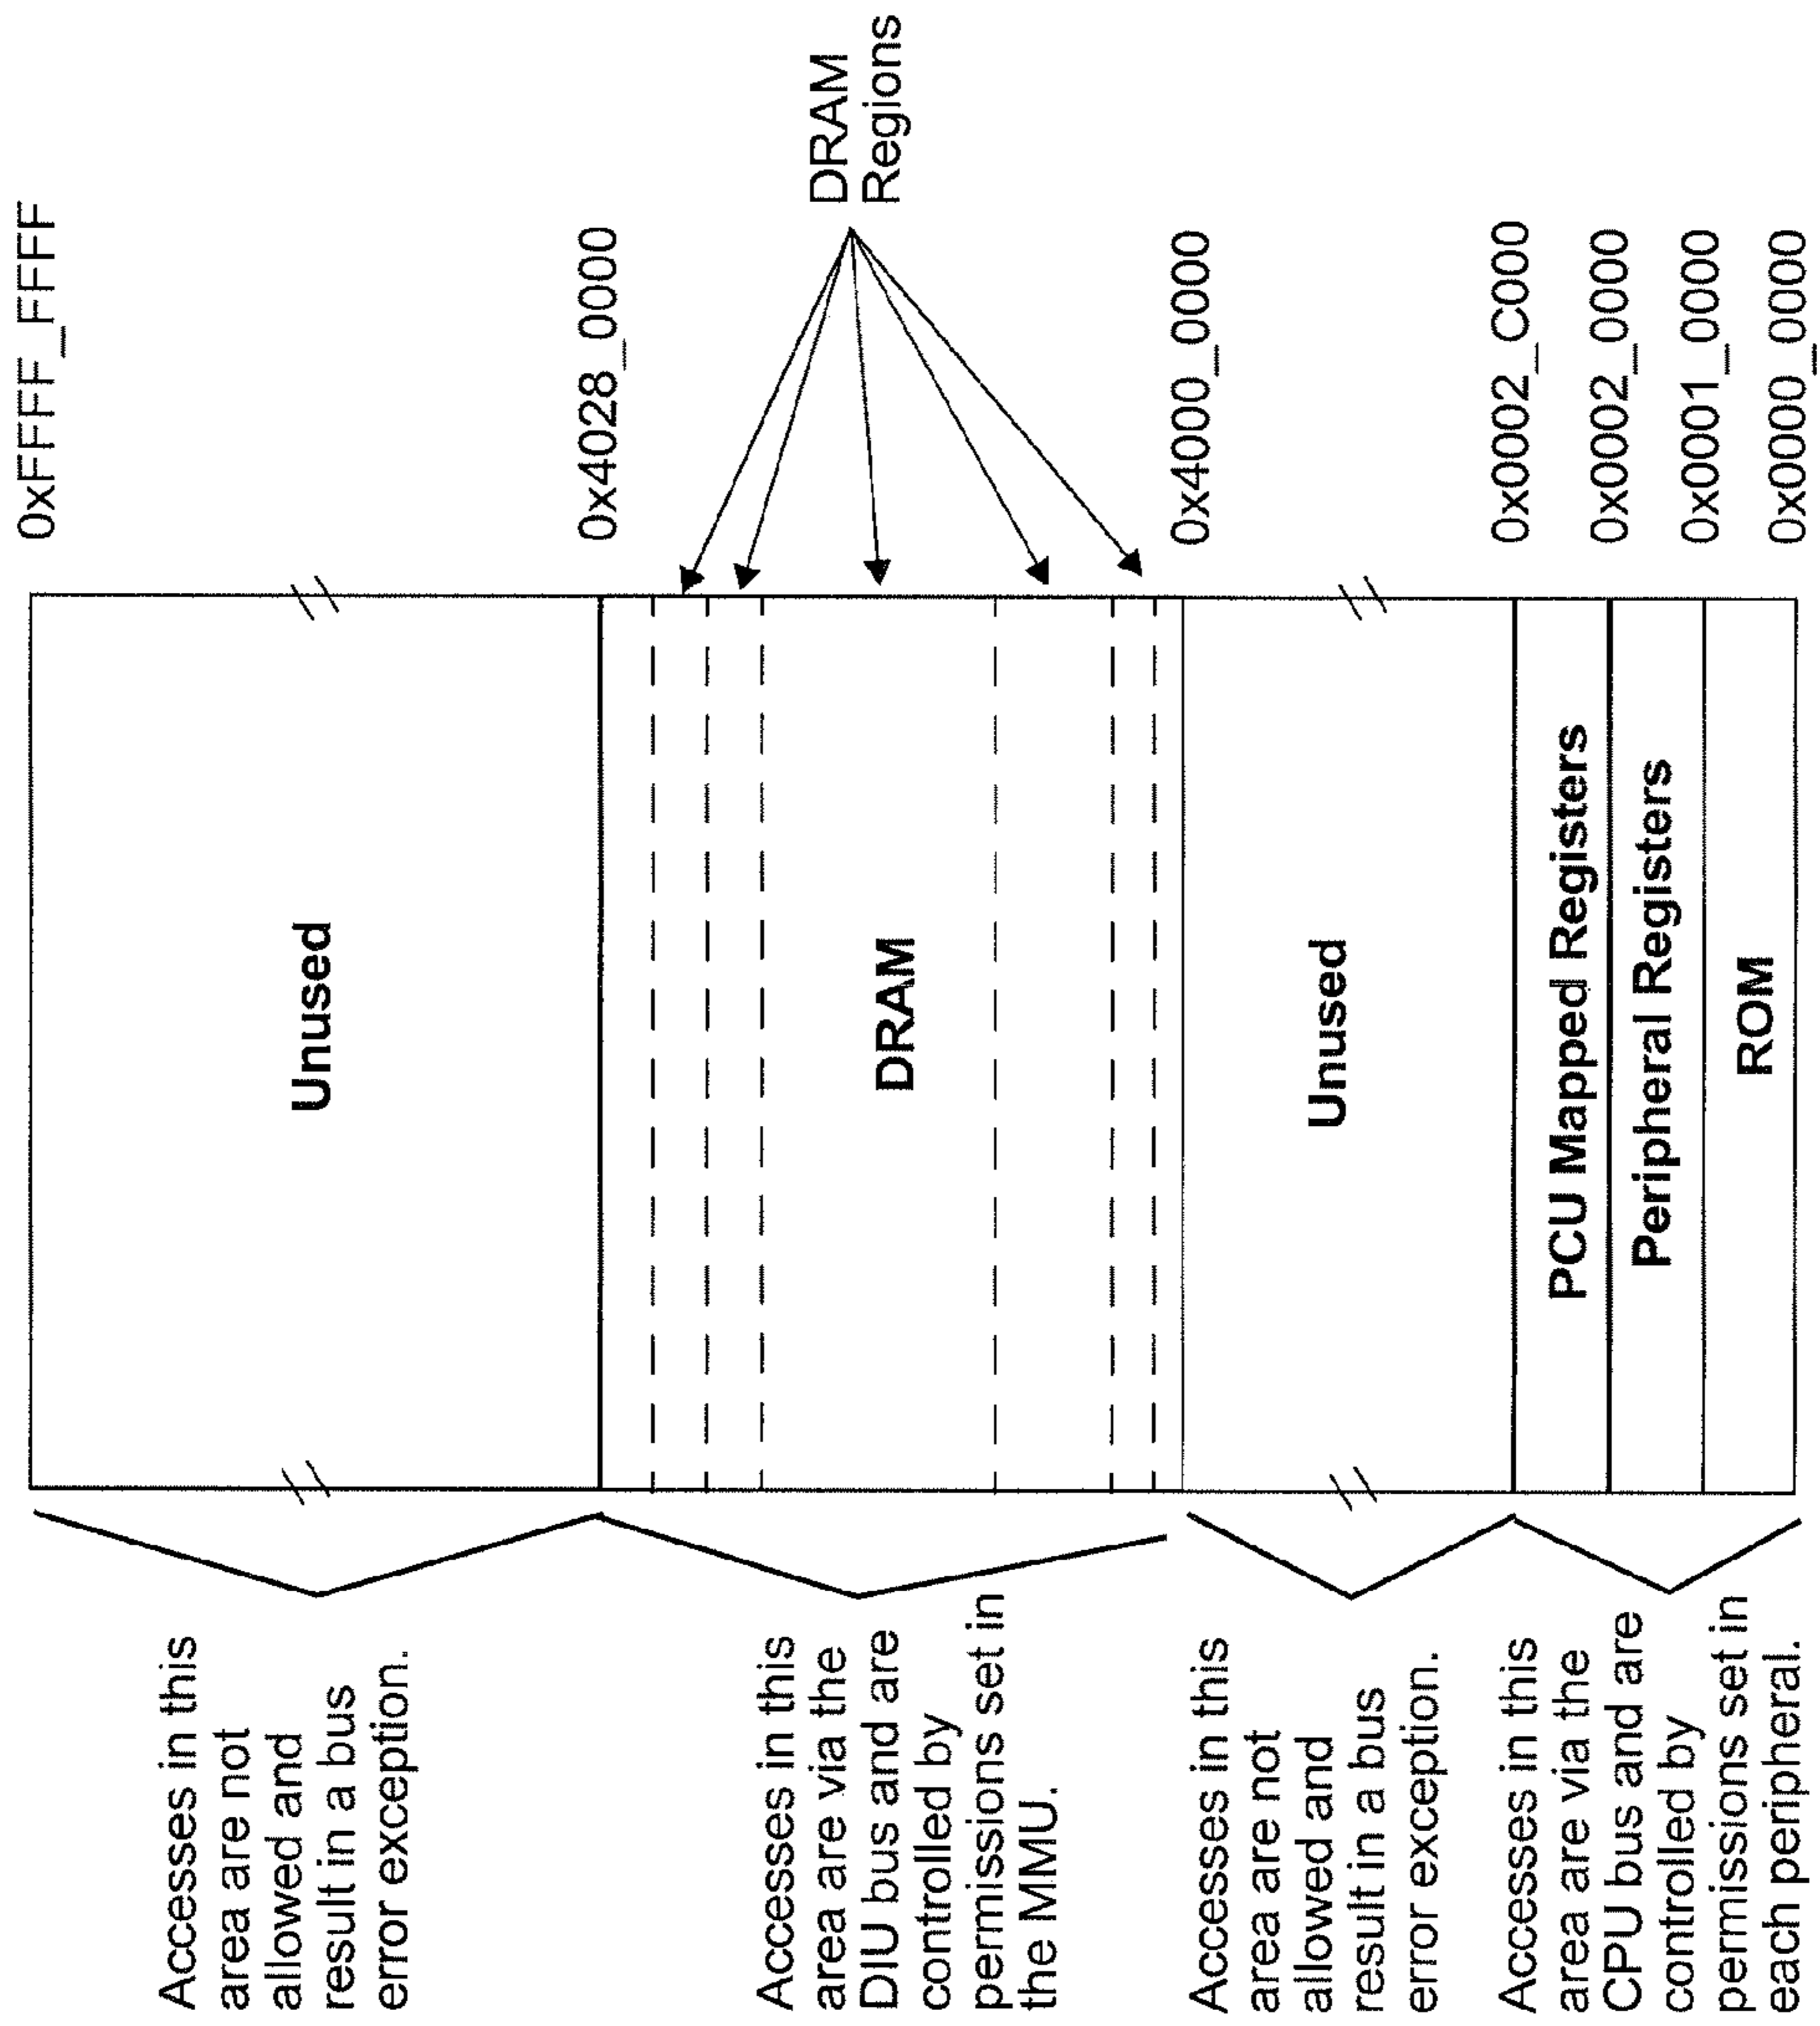 Accesses in this
area are not
allowed and
result in a bus
error exception.
Accesses in this
area are via the
DIU bus and are
controlled by
permissions set in
the MMU.
Accesses in this
area are not
allowed and
result in a bus
error exception.
Accesses in this
area are via the
CPU bus and are
controlled by
permissions set in
each peripheral.
Unused
DRAM
Unused
PCU Mapped Registers
Peripheral Registers
ROM
0xFFFF_FFFF
0x4028_0000
0x4000_0000
0x0002_C000
0x0002_0000
0x0001_0000
0x0000_0000
DRAM
Regions